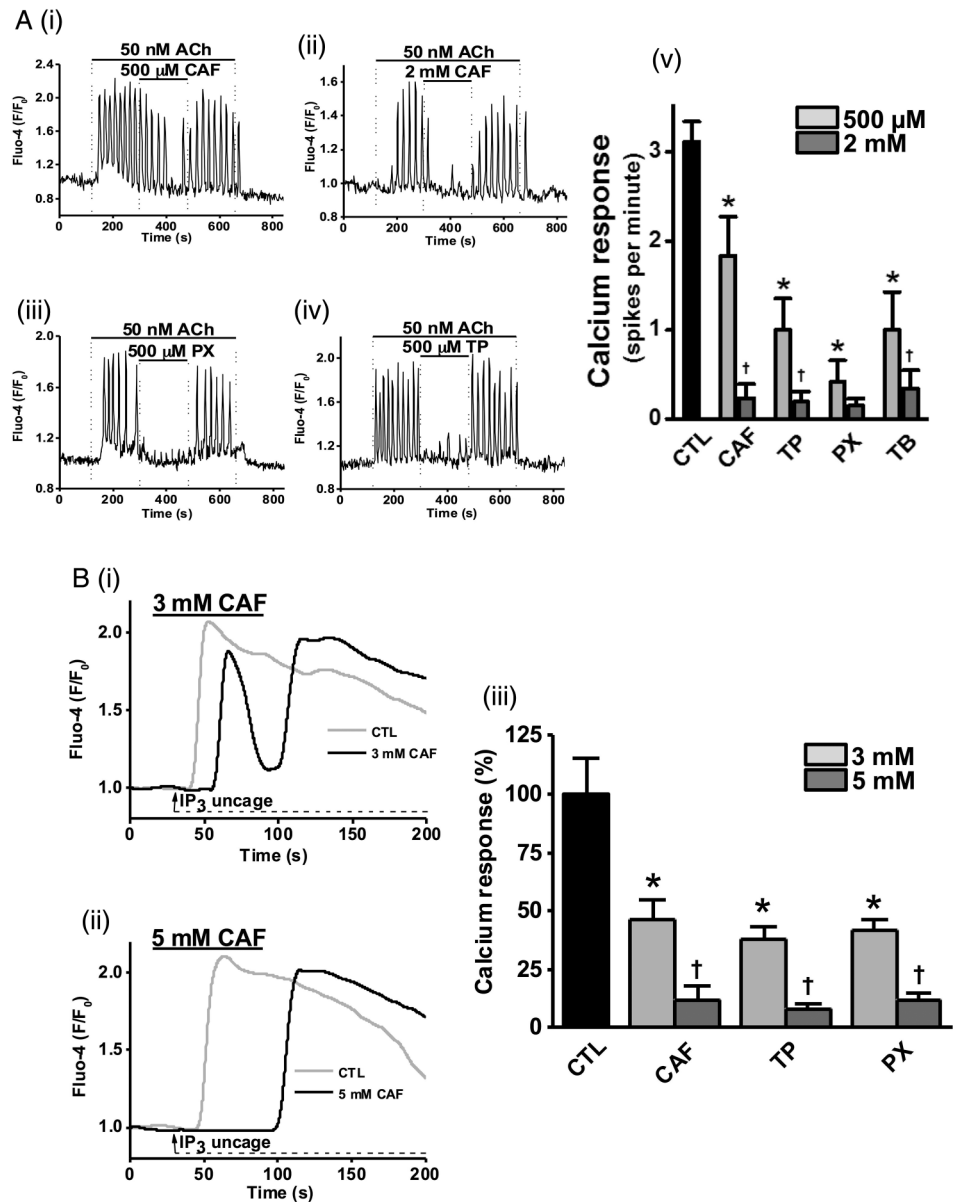 A (i)
50 nM ACh
500 µM CAF
Fluo-4 (F/F0)
2.4
2.0
1.6
1.2
0.8
0 200 400 600 800
Time (s)
(ii)
50 nM ACh
2 mM CAF
Fluo-4 (F/F0)
1.6
1.4
1.2
1.0
0.8
0 200 400 600 800
Time (s)
(iii)
50 nM ACh
500 µM PX
Fluo-4 (F/F0)
2.0
1.6
1.2
0.8
0 200 400 600 800
Time (s)
(iv)
50 nM ACh
500 µM TP
Fluo-4 (F/F0)
2.0
1.6
1.2
0.8
0 200 400 600 800
Time (s)
(v)
500 µM
2 mM
Calcium response
(spikes per minute)
3
2
1
0
* * * *
† † †
CTL CAF TP PX TB
B (i)
3 mM CAF
Fluo-4 (F/F0)
2.0
1.5
1.0
CTL
3 mM CAF
IP3 uncage
0 50 100 150 200
Time (s)
(ii)
5 mM CAF
Fluo-4 (F/F0)
2.0
1.5
1.0
CTL
5 mM CAF
IP3 uncage
0 50 100 150 200
Time (s)
(iii)
3 mM
5 mM
Calcium response (%)
125
100
75
50
25
0
* * *
† † †
CTL CAF TP PX